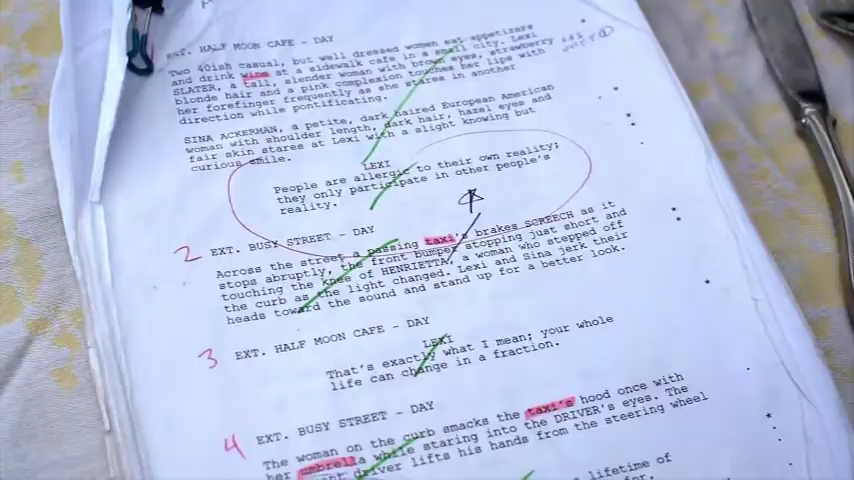 EXT. HALF MOON CAFE - DAY
Two 40ish casual, but well dressed women eat appetizers
and drink wine at a sidewalk cafe in a small city. Lexi
SLATER, a tall, slender woman with brown eyes, strawberry
blonde hair and a pink complexion touches her lips with
her forefinger frequently as she stares in another
direction while pontificating.
SINA ACKERMAN, a petite, dark haired European American
woman with shoulder length, dark hair, hazel eyes and
fair skin stares at Lexi with a slight knowing but
curious smile.
LEXI
People are allergic to their own reality;
they only participate in other people's
reality.
2 EXT. BUSY STREET - DAY
Across the street a passing taxi's brakes SCREECH as it
stops abruptly, the front bumper stopping just short and
touching the knee of HENRIETTA, a woman who stepped off
the curb as the light changed. Lexi and Sina jerk their
heads toward the sound and stand up for a better look.
3 EXT. HALF MOON CAFE - DAY
LEXI
That's exactly what I mean; your whole
life can change in a fraction.
4 EXT. BUSY STREET - DAY
The woman on the curb smacks the taxi's hood once with
her umbrella while staring into the DRIVER's eyes. The
driver lifts his hands from the steering wheel
a lifetime of